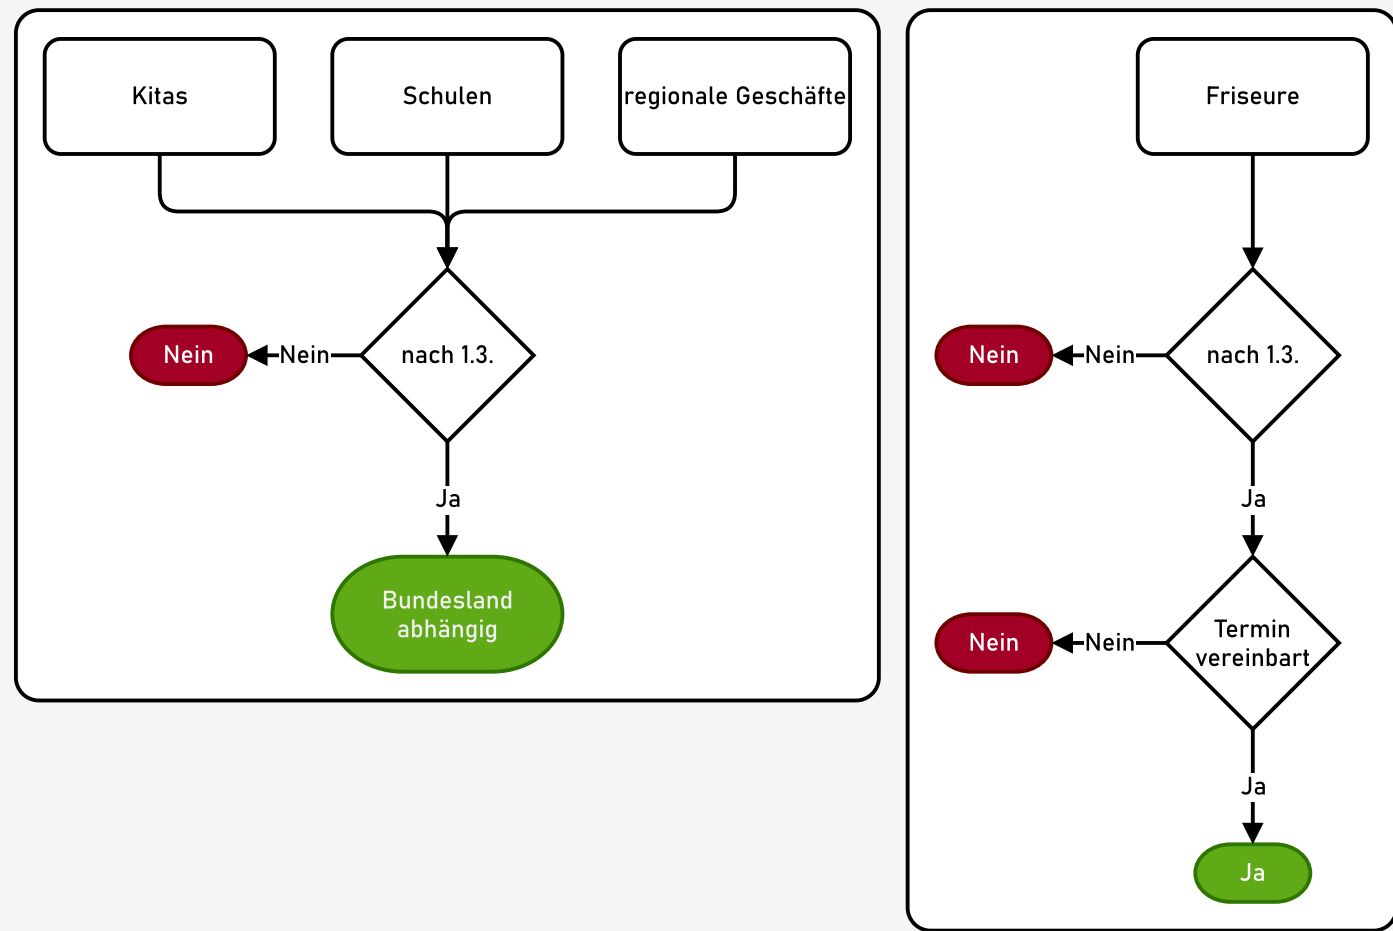 Kitas
Schulen
regionale Geschäfte
nach 1.3.
Nein
Nein
Ja
Bundesland
abhängig
Friseure
nach 1.3.
Nein
Nein
Ja
Termin
vereinbart
Nein
Nein
Ja
Ja